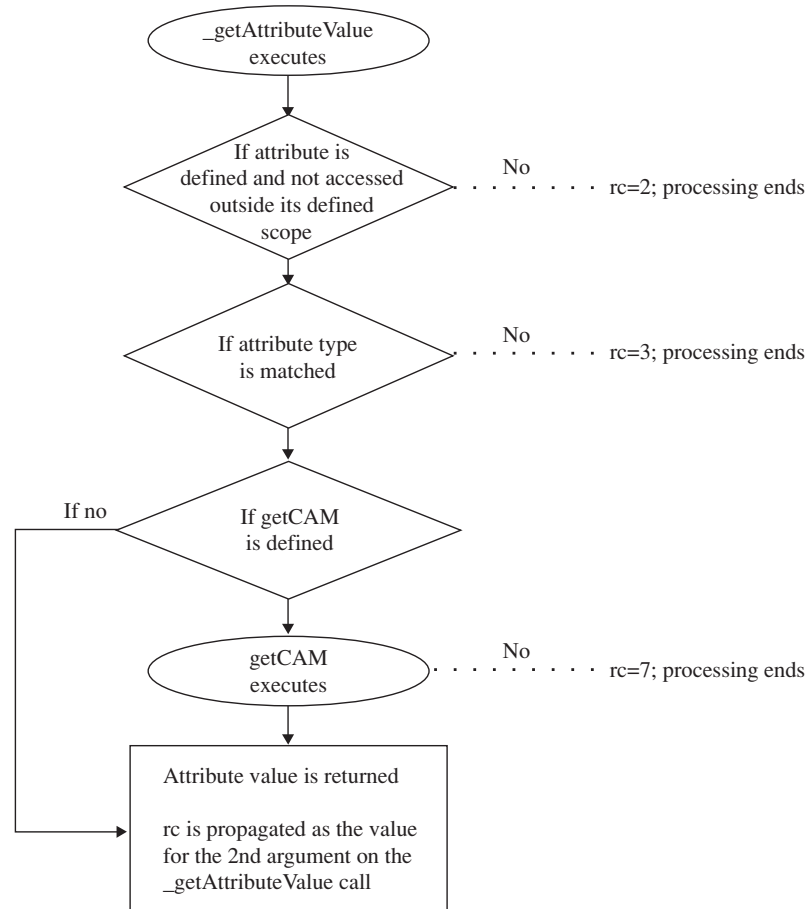 _getAttributeValue
executes
If attribute is
defined and not accessed
outside its defined
scope
No
rc=2; processing ends
If attribute type
is matched
No
rc=3; processing ends
If no
If getCAM
is defined
getCAM
executes
No
rc=7; processing ends
Attribute value is returned
rc is propagated as the value
for the 2nd argument on the
_getAttributeValue call